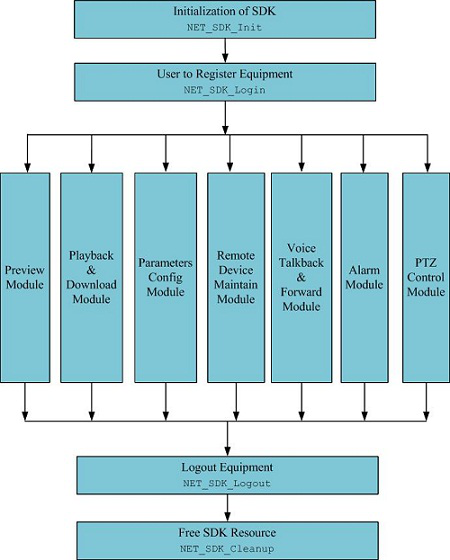 Initialization of SDK
NET_SDK_Init
User to Register Equipment
NET_SDK_Login
Preview
Module
Playback
&
Download Module
Parameters
Config
Module
Remote
Device
Maintain Module
Voice
Talkback
&
Forward Module
Alarm
Module
PTZ
Control
Module
Logout Equipment
NET_SDK_Logout
Free SDK Resource
NET_SDK_Cleanup